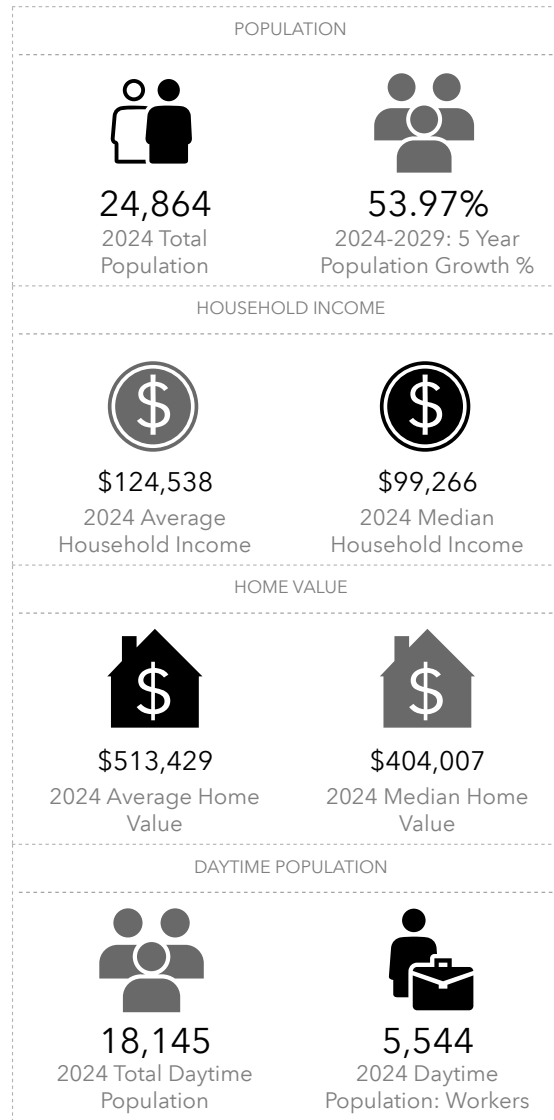 POPULATION
24,864
2024 Total
Population
53.97%
2024-2029: 5 Year
Population Growth %
HOUSEHOLD INCOME
$
$124,538
2024 Average
Household Income
$
$99,266
2024 Median
Household Income
HOME VALUE
$
$513,429
2024 Average Home
Value
$
$404,007
2024 Median Home
Value
DAYTIME POPULATION
18,145
2024 Total Daytime
Population
5,544
2024 Daytime
Population: Workers